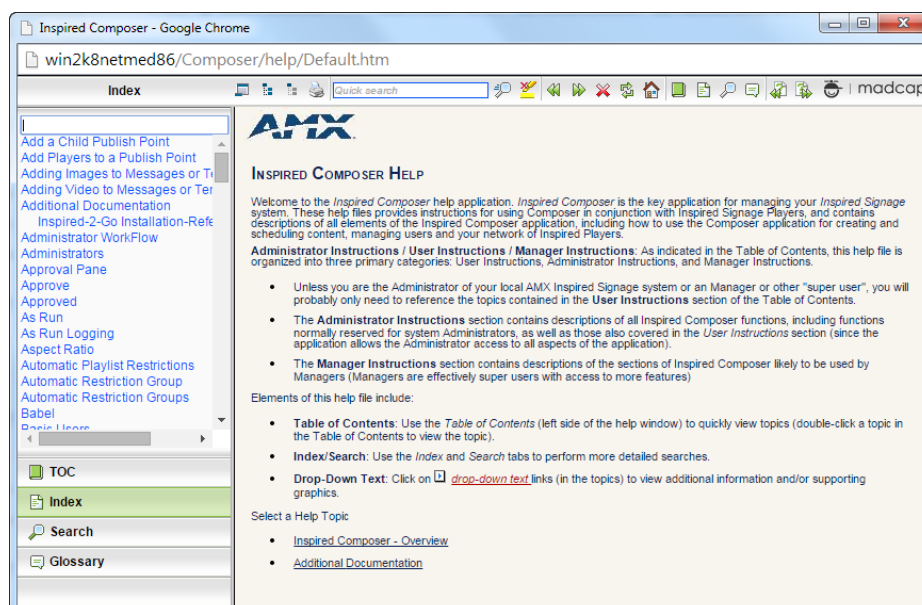 Inspired Composer - Google Chrome
win2k8netmed86/Composer/help/Default.htm
Index
Quick search
madcap
Add a Child Publish Point
Add Players to a Publish Point
Adding Images to Messages or Te
Adding Video to Messages or Ter
Additional Documentation
Inspired-2-Go Installation-Refe
Administrator WorkFlow
Administrators
Approval Pane
Approve
Approved
As Run
As Run Logging
Aspect Ratio
Automatic Playlist Restrictions
Automatic Restriction Group
Automatic Restriction Groups
Babel
Basic Users
TOC
Index
Search
Glossary
AMX
INSPIRED COMPOSER HELP
Welcome to the Inspired Composer help application. Inspired Composer is the key application for managing your Inspired Signage
system. These help files provides instructions for using Composer in conjunction with Inspired Signage Players, and contains
descriptions of all elements of the Inspired Composer application, including how to use the Composer application for creating and
scheduling content, managing users and your network of Inspired Players.
Administrator Instructions / User Instructions / Manager Instructions: As indicated in the Table of Contents, this help file is
organized into three primary categories: User Instructions, Administrator Instructions, and Manager Instructions.
• Unless you are the Administrator of your local AMX Inspired Signage system or an Manager or other "super user", you will
probably only need to reference the topics contained in the User Instructions section of the Table of Contents.
• The Administrator Instructions section contains descriptions of all Inspired Composer functions, including functions
normally reserved for system Administrators, as well as those also covered in the User Instructions section (since the
application allows the Administrator access to all aspects of the application).
• The Manager Instructions section contains descriptions of the sections of Inspired Composer likely to be used by
Managers (Managers are effectively super users with access to more features)
Elements of this help file include:
• Table of Contents: Use the Table of Contents (left side of the help window) to quickly view topics (double-click a topic in
the Table of Contents to view the topic).
• Index/Search: Use the Index and Search tabs to perform more detailed searches.
• Drop-Down Text: Click on drop-down text links (in the topics) to view additional information and/or supporting
graphics.
Select a Help Topic
• Inspired Composer - Overview
• Additional Documentation